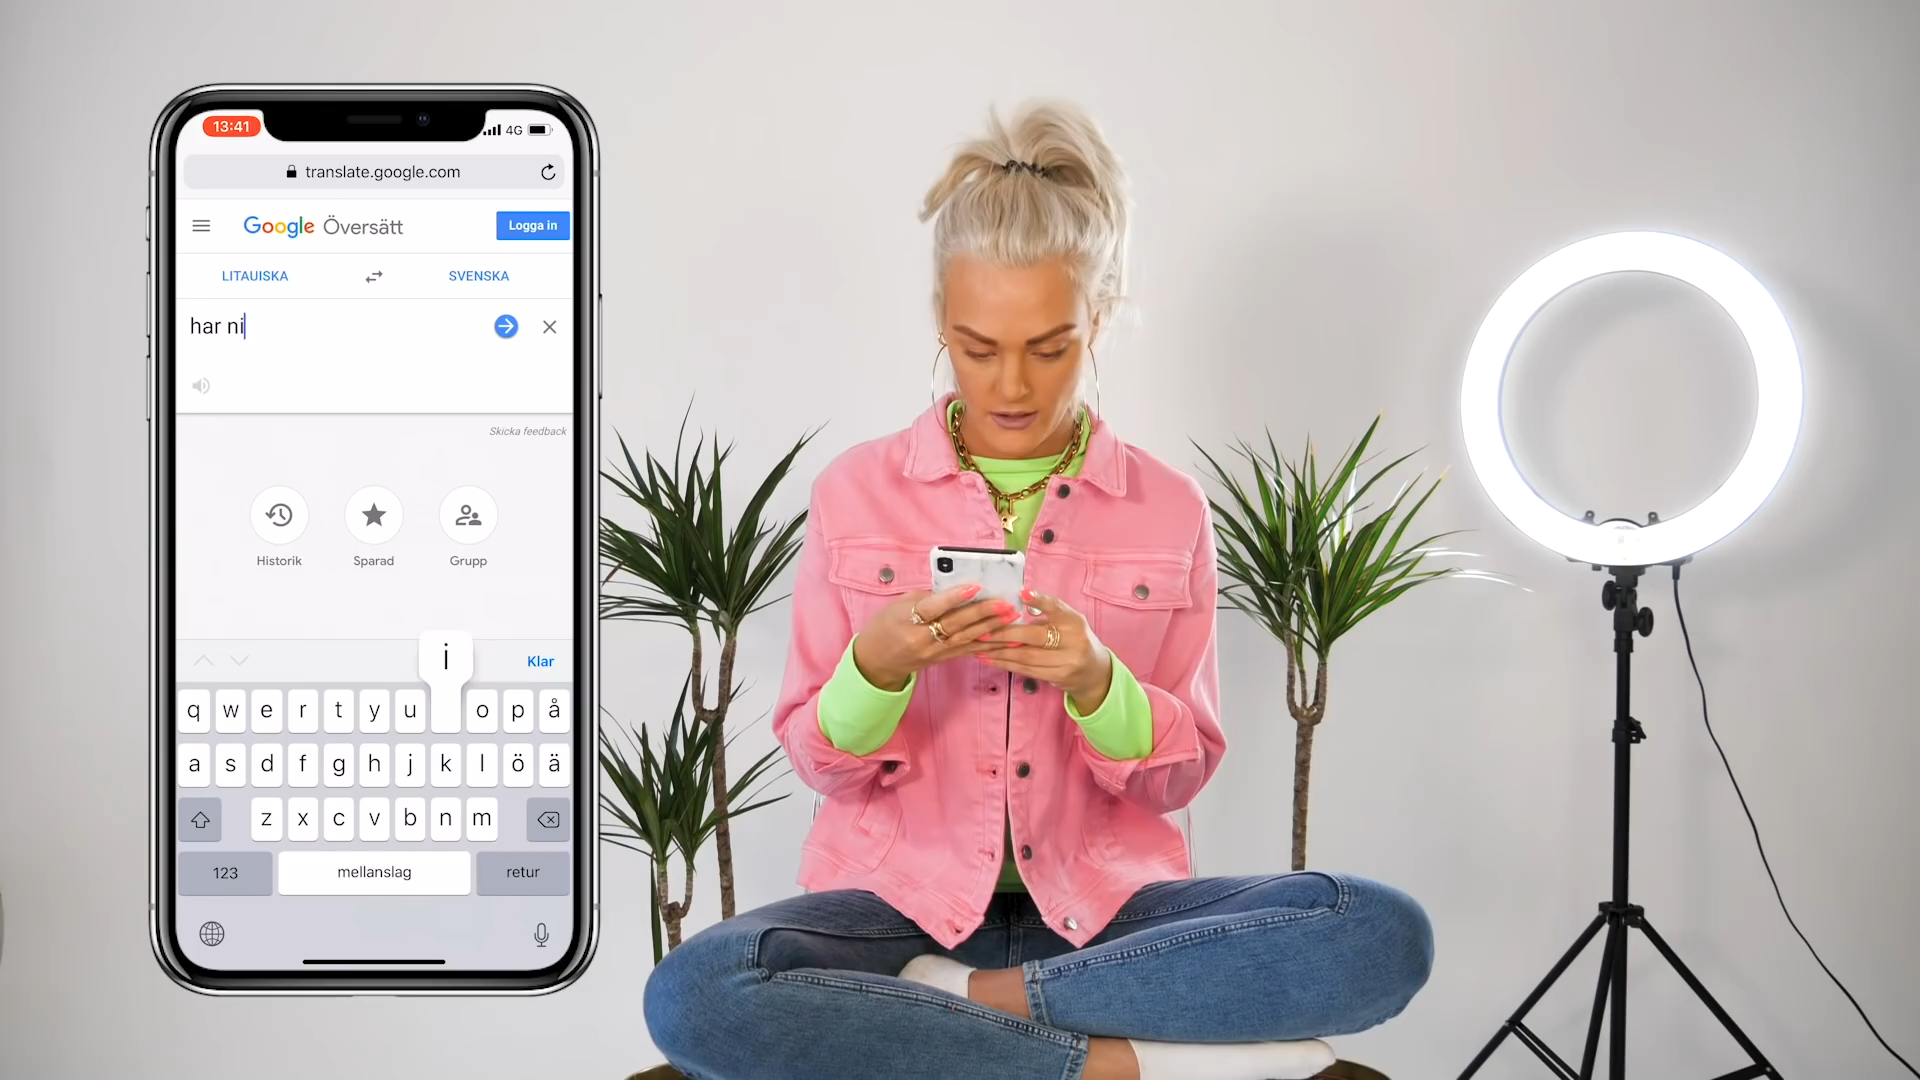 13:41
4G
translate.google.com
Google Översätt
Logga in
LITAUISKA
SVENSKA
har ni
Skicka feedback
Historik
Sparad
Grupp
i
Klar
q w e r t y u o p å
a s d f g h j k l ö ä
z x c v b n m
123
mellanslag
retur